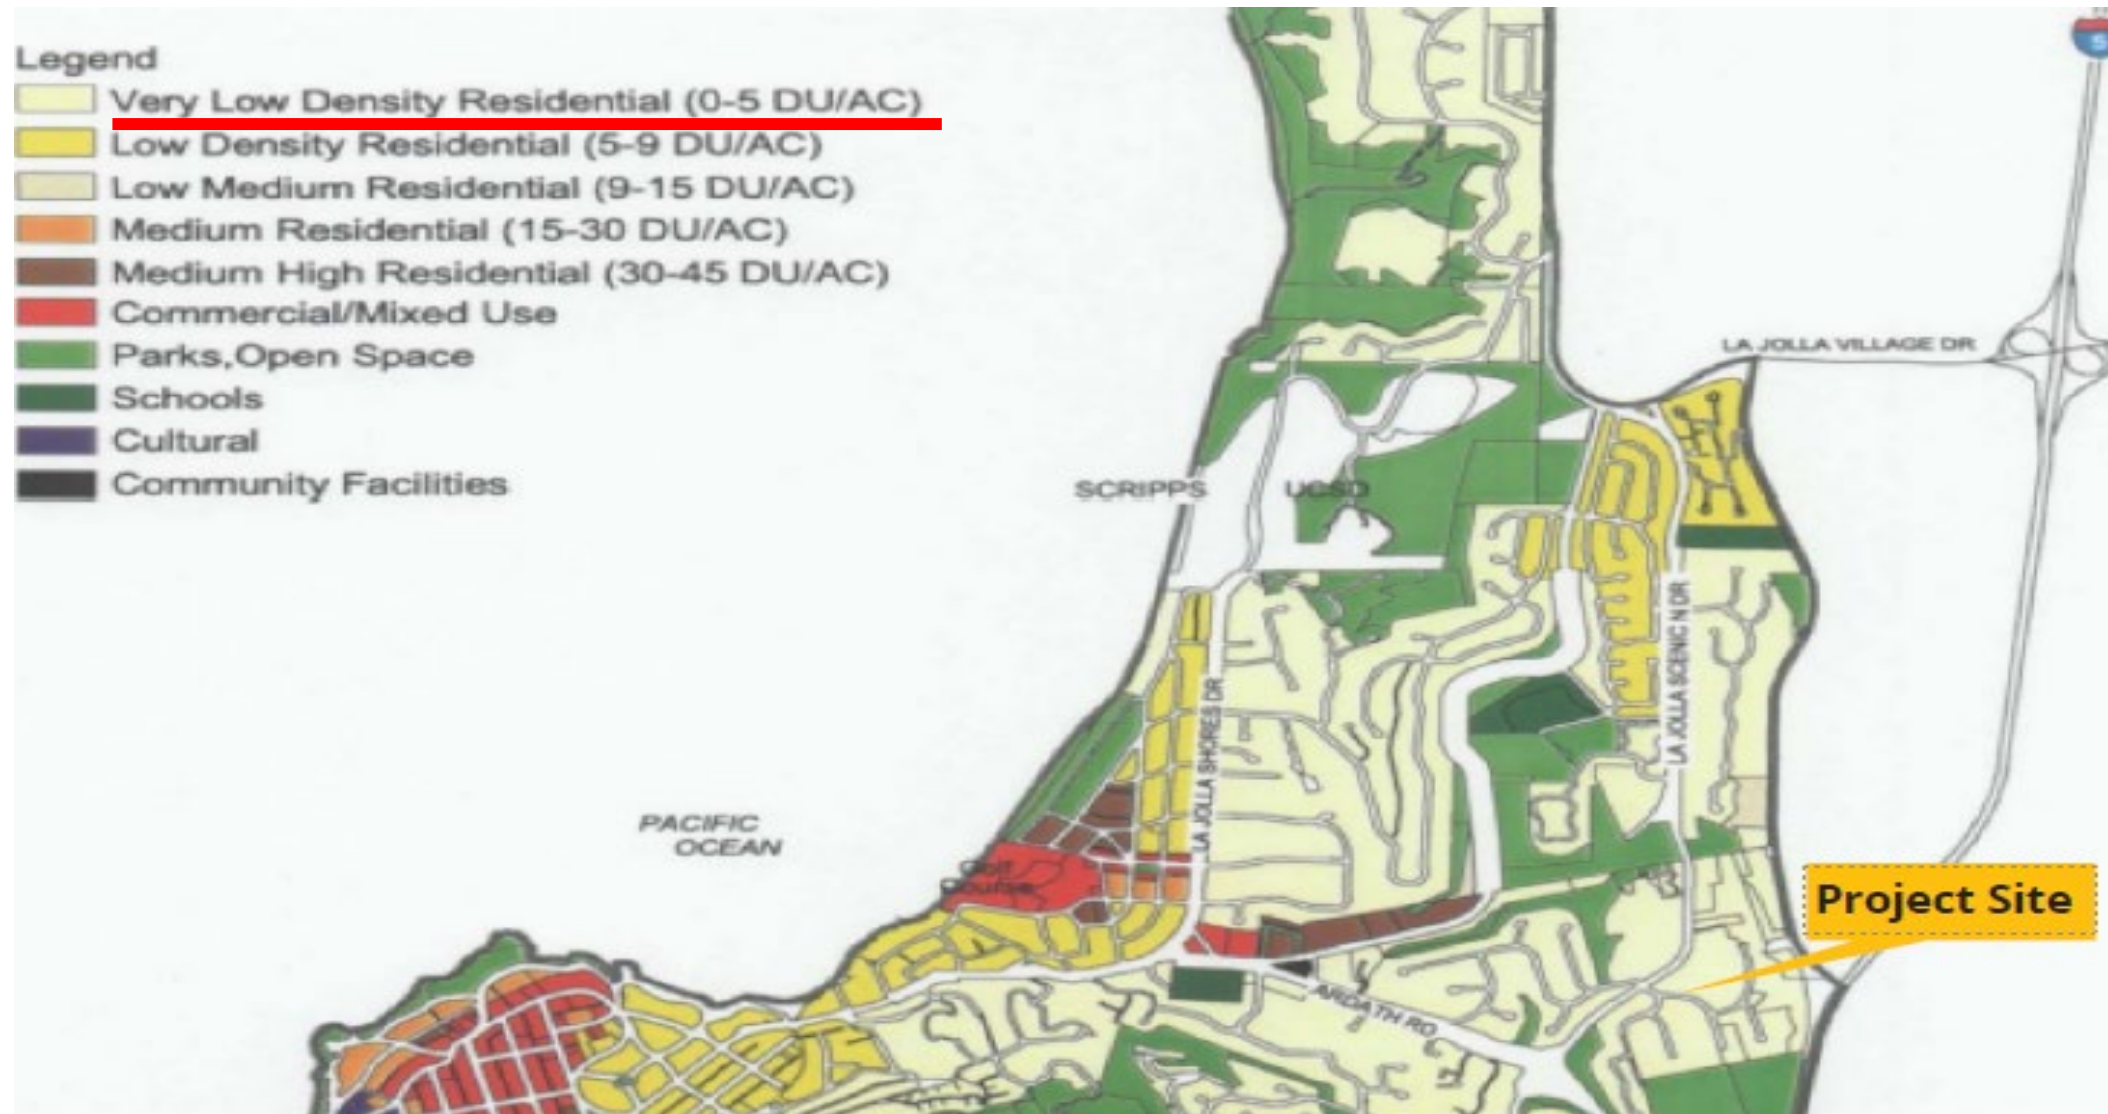 Legend
Very Low Density Residential (0-5 DU/AC)
Low Density Residential (5-9 DU/AC)
Low Medium Residential (9-15 DU/AC)
Medium Residential (15-30 DU/AC)
Medium High Residential (30-45 DU/AC)
Commercial/Mixed Use
Parks,Open Space
Schools
Cultural
Community Facilities
5
LA JOLLA VILLAGE DR
SCRIPPS
UCSD
LA JOLLA SCENIC N DR
LA JOLLA SHORES DR
PACIFIC
OCEAN
Golf
Course
Project Site
ARDATH RD